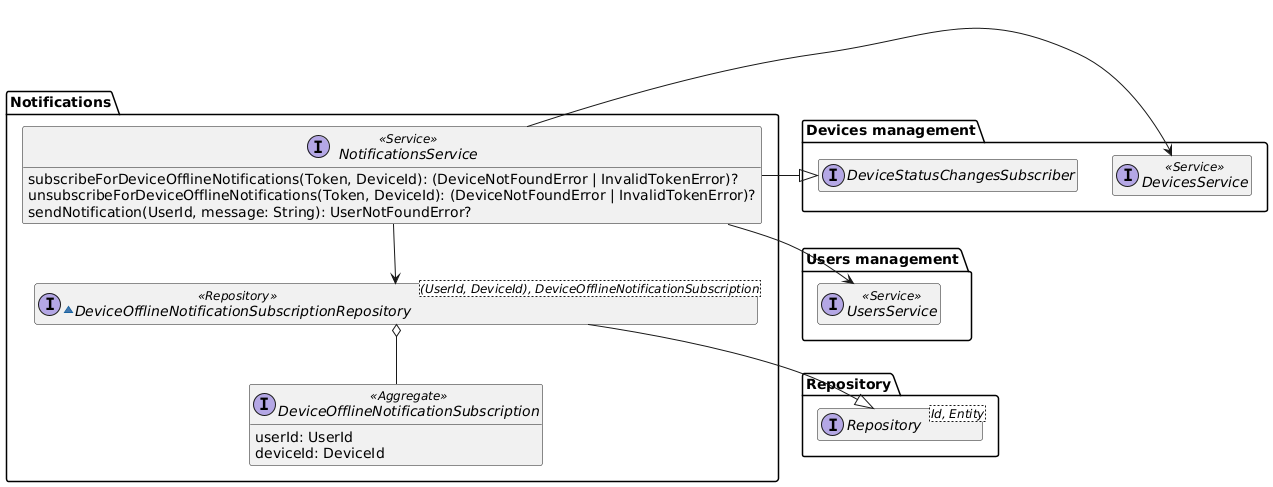 Notifications
«Service»
I
NotificationsService
subscribeForDeviceOfflineNotifications(Token, DeviceId): (DeviceNotFoundError | InvalidTokenError)?
unsubscribeForDeviceOfflineNotifications(Token, DeviceId): (DeviceNotFoundError | InvalidTokenError)?
sendNotification(UserId, message: String): UserNotFoundError?
Devices management
I
DeviceStatusChangesSubscriber
«Service»
I
DevicesService
Users management
«Service»
I
UsersService
(UserId, DeviceId), DeviceOfflineNotificationSubscription
«Repository»
I
DeviceOfflineNotificationSubscriptionRepository
Repository
Id, Entity
I
Repository
«Aggregate»
I
DeviceOfflineNotificationSubscription
userId: UserId
deviceId: DeviceId